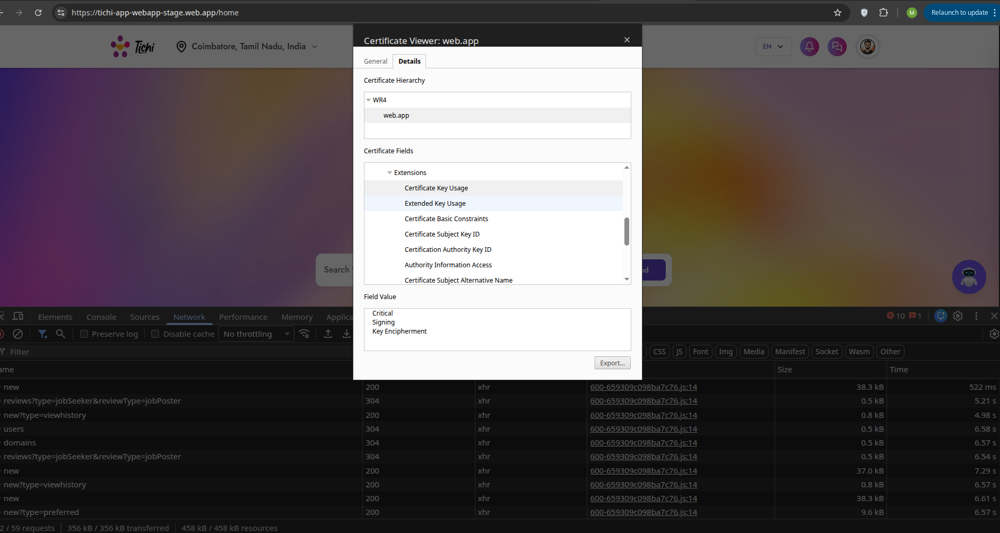 https://tichi-app-webapp-stage.web.app/home
M
Relaunch to update
Tichi
Coimbatore, Tamil Nadu, India
EN
Certificate Viewer: web.app
General
Details
Certificate Hierarchy
WR4
web.app
Certificate Fields
Extensions
Certificate Key Usage
Extended Key Usage
Certificate Basic Constraints
Certificate Subject Key ID
Certification Authority Key ID
Authority Information Access
Certificate Subject Alternative Name
Field Value
Critical
Signing
Key Encipherment
Export...
Search
nd
Elements Console Sources Network Performance Memory Applica
10 1
Preserve log Disable cache No throttling
Filter
CSS JS Font Img Media Manifest Socket Wasm Other
ame Size Time
new 200 xhr 600-659309c098ba7c76.js:14 38.3 kB 522 ms
reviews?type=jobSeeker&reviewType=jobPoster 304 xhr 600-659309c098ba7c76.js:14 0.5 kB 5.21 s
new?type=viewhistory 200 xhr 600-659309c098ba7c76.js:14 0.8 kB 4.98 s
users 304 xhr 600-659309c098ba7c76.js:14 0.5 kB 6.58 s
domains 304 xhr 600-659309c098ba7c76.js:14 0.5 kB 6.57 s
reviews?type=jobSeeker&reviewType=jobPoster 304 xhr 600-659309c098ba7c76.js:14 0.5 kB 6.54 s
new 200 xhr 600-659309c098ba7c76.js:14 37.0 kB 7.29 s
new?type=viewhistory 200 xhr 600-659309c098ba7c76.js:14 0.8 kB 6.57 s
new 200 xhr 600-659309c098ba7c76.js:14 38.3 kB 6.61 s
new?type=preferred 200 xhr 600-659309c098ba7c76.js:14 9.6 kB 6.57 s
2 / 59 requests 356 kB / 356 kB transferred 458 kB / 458 kB resources